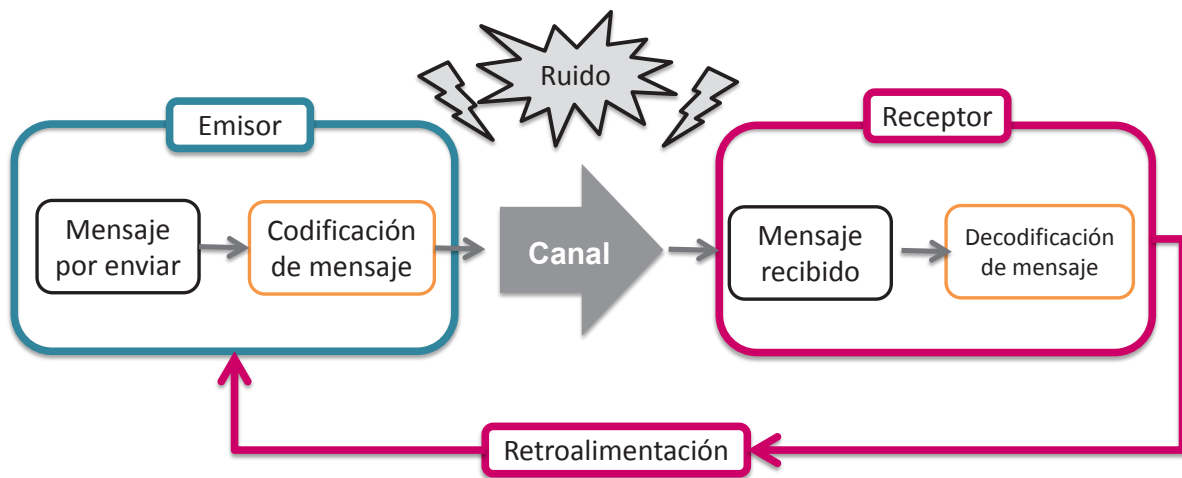 Ruido
Emisor
Receptor
Mensaje
por enviar
Codificación
de mensaje
Canal
Mensaje
recibido
Decodificación
de mensaje
Retroalimentación